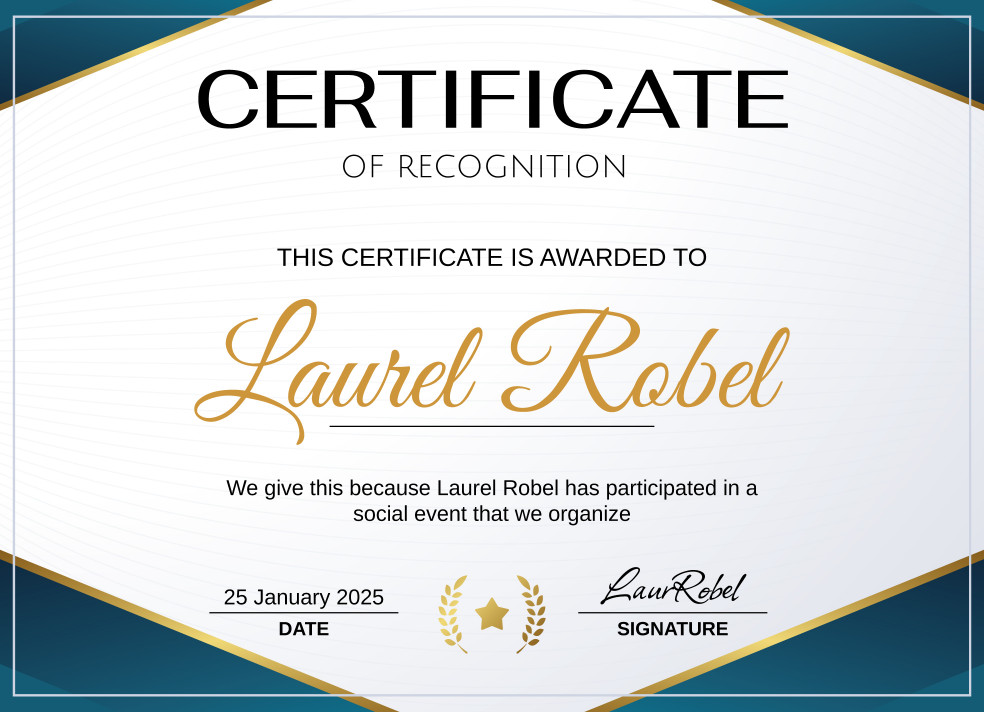 CERTIFICATE
OF RECOGNITION
THIS CERTIFICATE IS AWARDED TO
Laurel Robel
We give this because Laurel Robel has participated in a
social event that we organize
25 January 2025
DATE
LaurRobel
SIGNATURE